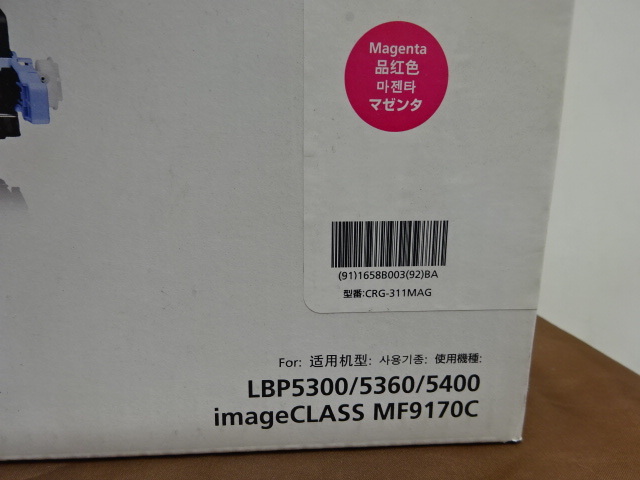 Magenta
品红色
마젠타
マゼンタ
(91)1658B003(92)BA
型番:CRG-311MAG
For: 适用机型: 사용기종: 使用機種:
LBP5300/5360/5400
imageCLASS MF9170C